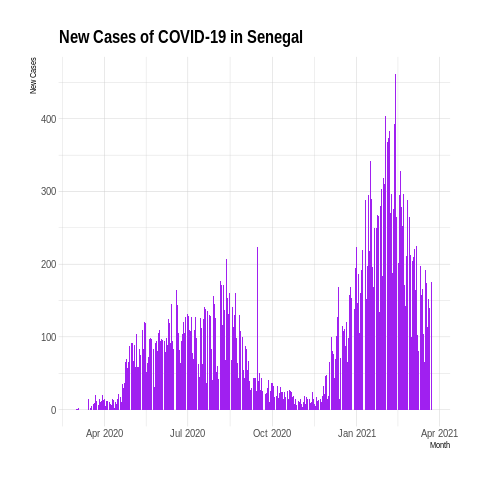 New Cases of COVID-19 in Senegal
New Cases
400
300
200
100
0
Apr 2020 Jul 2020 Oct 2020 Jan 2021 Apr 2021
Month